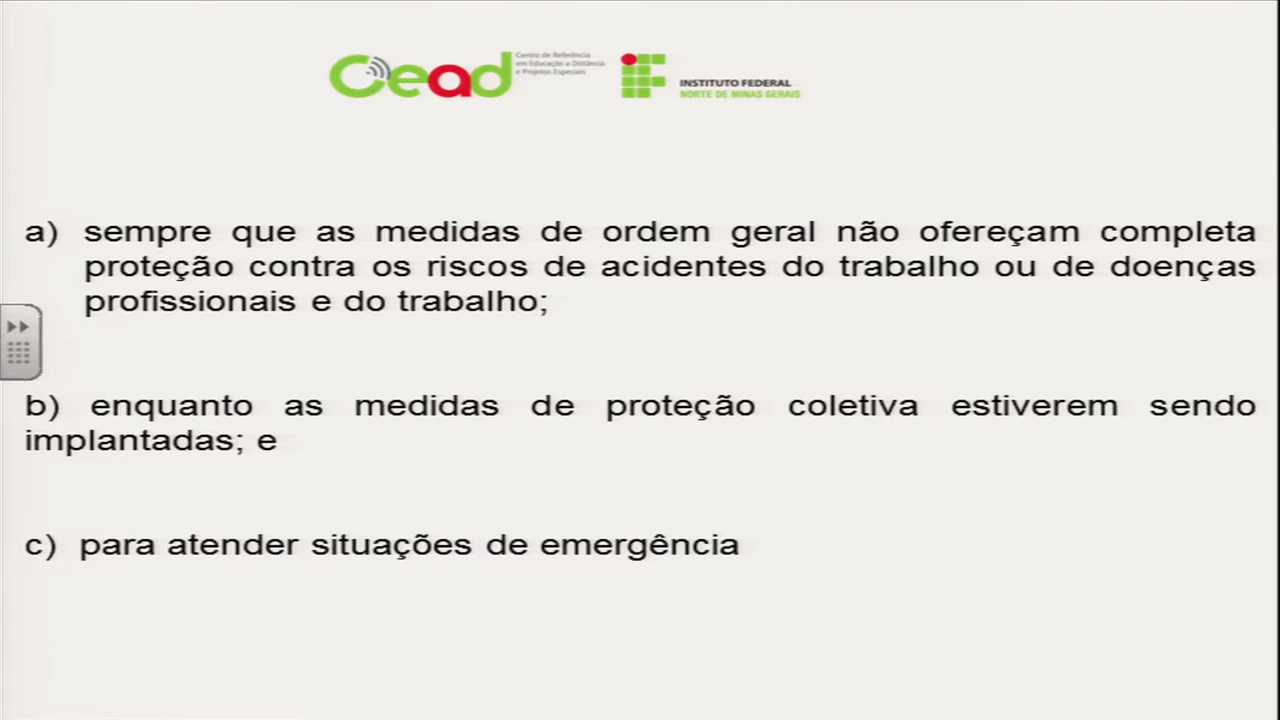 Cead
Centro de Referência
em Educação a Distância
e Projetos Especiais
INSTITUTO FEDERAL
NORTE DE MINAS GERAIS
a) sempre que as medidas de ordem geral não ofereçam completa
proteção contra os riscos de acidentes do trabalho ou de doenças
profissionais e do trabalho;
b) enquanto as medidas de proteção coletiva estiverem sendo
implantadas; e
c) para atender situações de emergência